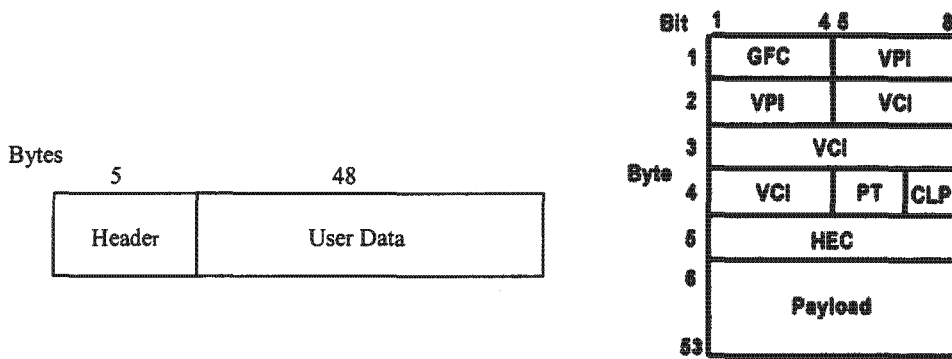 Bytes
5 48
Header User Data
Bit 1 4 5 8
1 GFC VPI
2 VPI VCI
3 VCI
Byte
4 VCI PT CLP
5 HEC
6
Payload
53